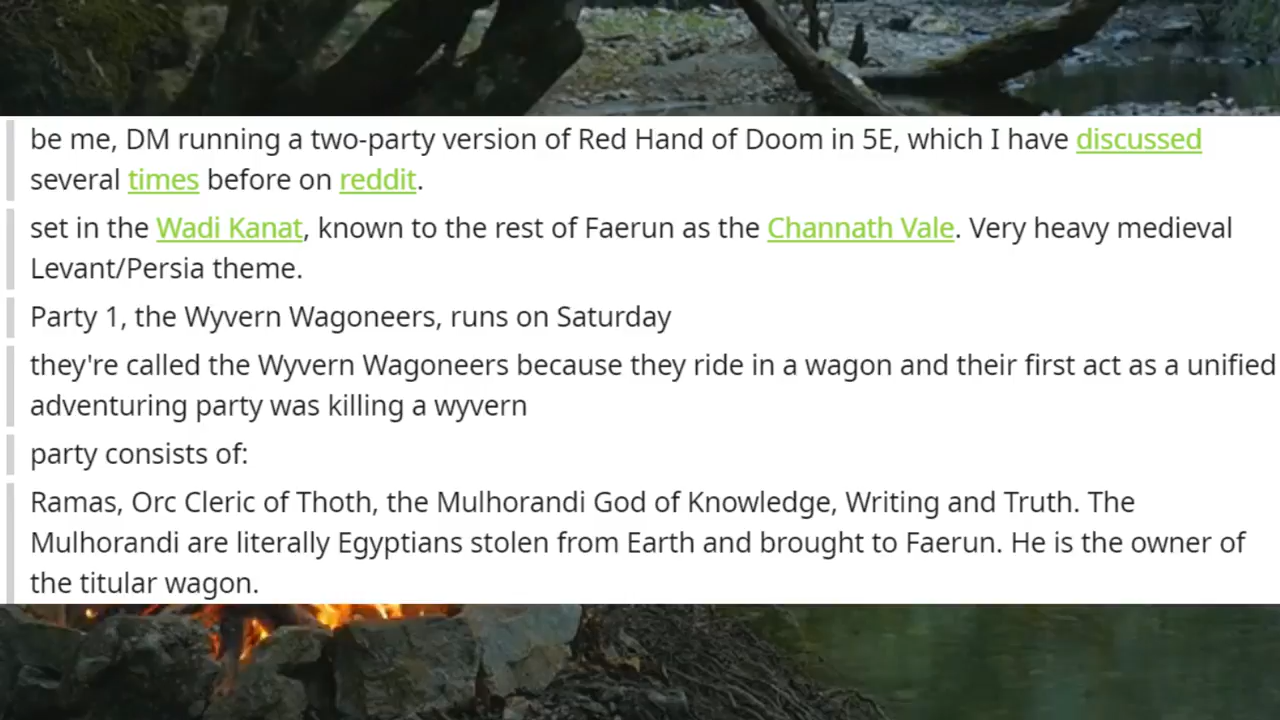 be me, DM running a two-party version of Red Hand of Doom in 5E, which I have discussed
several times before on reddit.
set in the Wadi Kanat, known to the rest of Faerun as the Channath Vale. Very heavy medieval
Levant/Persia theme.
Party 1, the Wyvern Wagoneers, runs on Saturday
they're called the Wyvern Wagoneers because they ride in a wagon and their first act as a unified
adventuring party was killing a wyvern
party consists of:
Ramas, Orc Cleric of Thoth, the Mulhorandi God of Knowledge, Writing and Truth. The
Mulhorandi are literally Egyptians stolen from Earth and brought to Faerun. He is the owner of
the titular wagon.